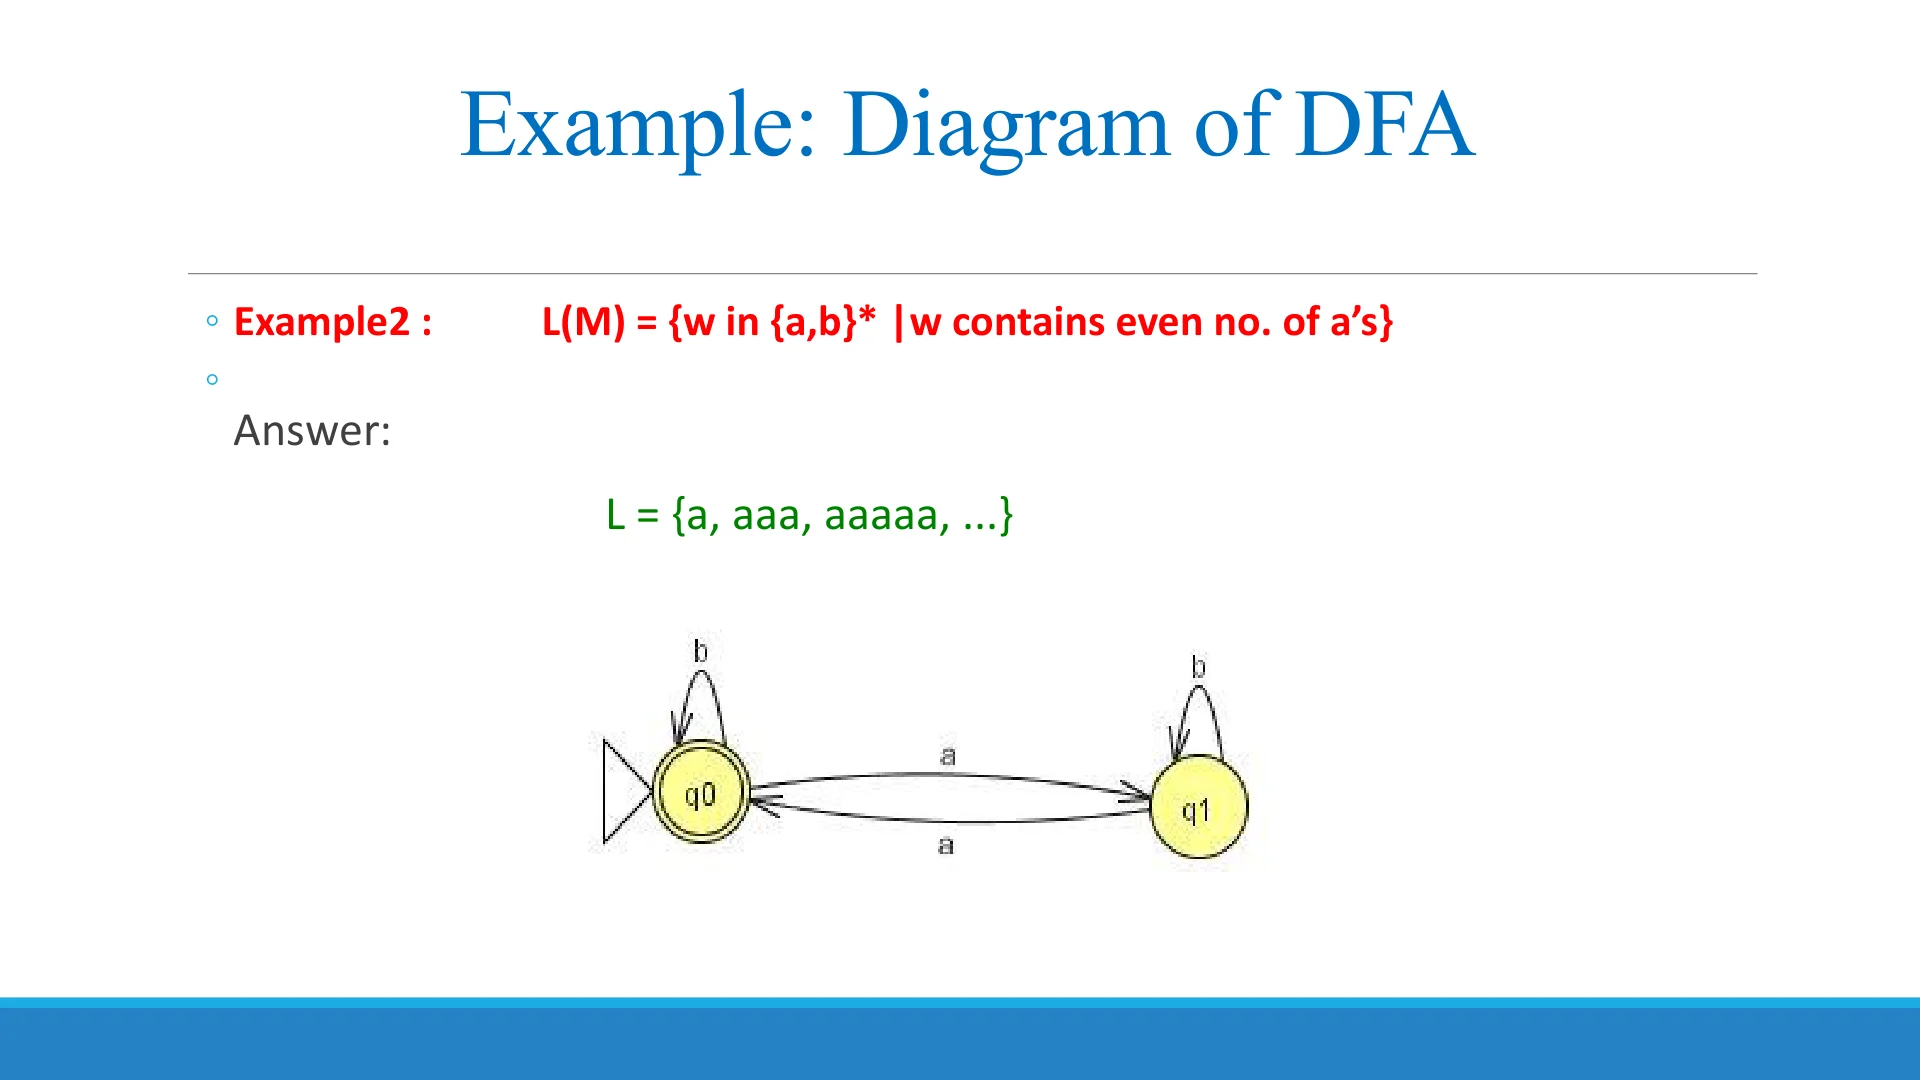 Example: Diagram of DFA
Example2 : L(M) = {w in {a,b}* |w contains even no. of a’s}
Answer:
L = {a, aaa, aaaaa, ...}
b
b
a
q0
q1
a